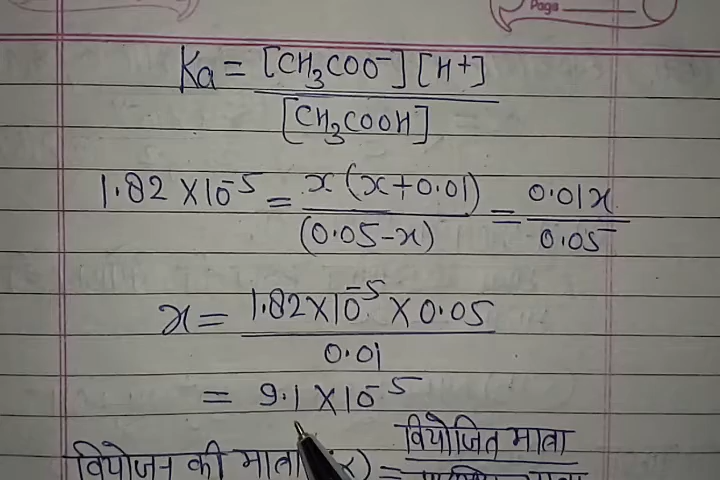 Page
Ka = [CH₃COO⁻][H+] / [CH₃COOH]
1.82 × 10⁻⁵ = x(x+0.01) / (0.05-x) = 0.01x / 0.05
x = 1.82×10⁻⁵ × 0.05 / 0.01
= 9.1 × 10⁻⁵
वियोजन की मात्रा = वियोजित मात्रा